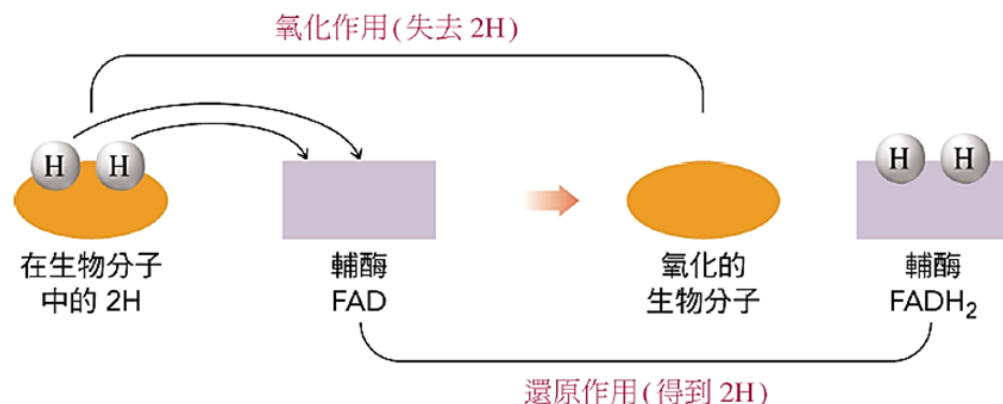 氧化作用(失去 2H)
H H
H H
在生物分子
中的 2H
輔酶
FAD
氧化的
生物分子
輔酶
FADH₂
還原作用(得到 2H)